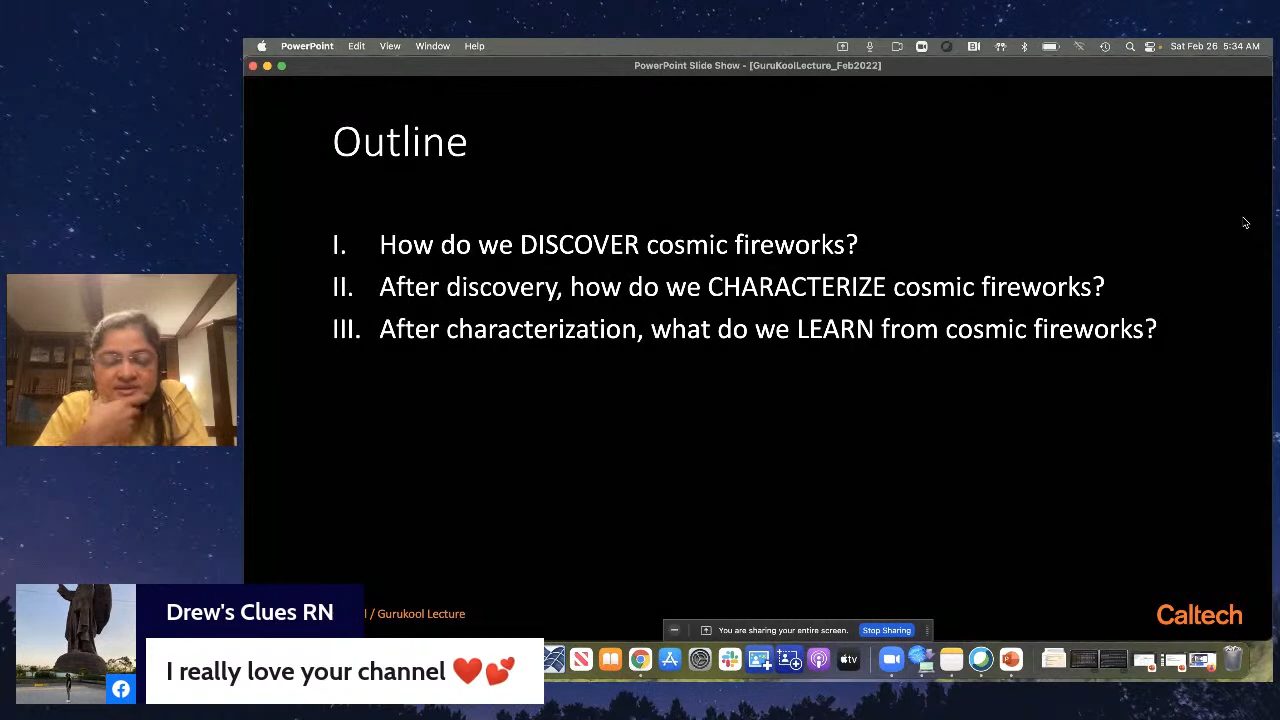 PowerPoint Edit View Window Help Sat Feb 26 5:34 AM
PowerPoint Slide Show - [GuruKoolLecture_Feb2022]
Outline
I. How do we DISCOVER cosmic fireworks?
II. After discovery, how do we CHARACTERIZE cosmic fireworks?
III. After characterization, what do we LEARN from cosmic fireworks?
/ Gurukool Lecture
Caltech
You are sharing your entire screen. Stop Sharing
tv
Drew's Clues RN
I really love your channel ❤️💕